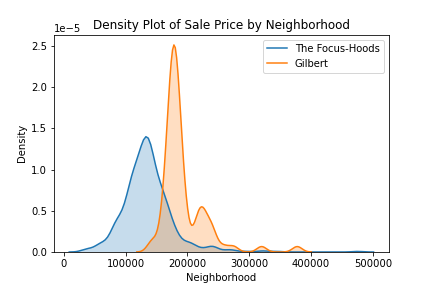 Density Plot of Sale Price by Neighborhood
1e−5
2.5
2.0
1.5
1.0
0.5
0.0
Density
The Focus-Hoods
Gilbert
0
100000
200000
300000
400000
500000
Neighborhood